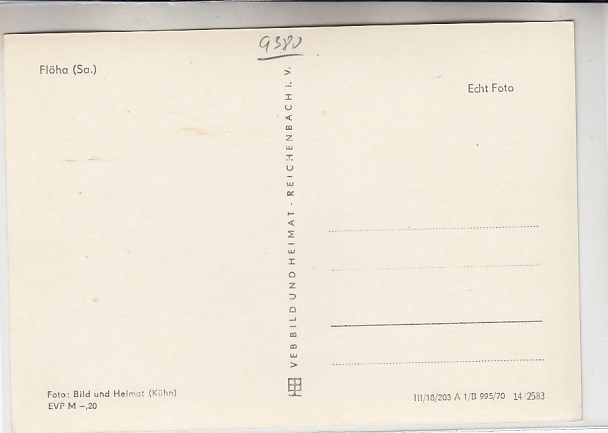 9380
Flöha (Sa.)
Echt Foto
VEB BILD UND HEIMAT · REICHENBACH I. V.
Foto: Bild und Heimat (Kühn)
EVP M –,20
III/18/203 A 1/B 995/70 14/2583